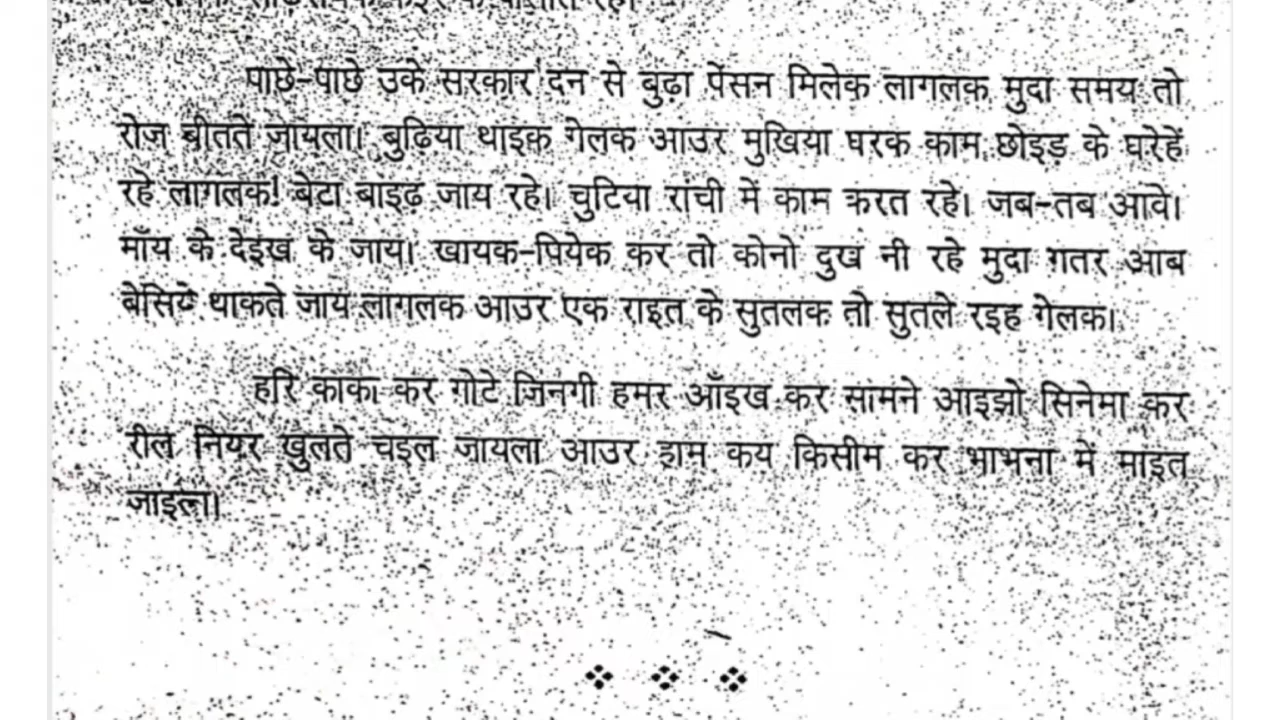 पाछे-पाछे उके सरकार दन से बुढ़ा पेंसन मिलेक लागलक मुदा समय तो
रोज बीतते जायला। बुढ़िया थाइक गेलक आउर मुखिया घरक काम छोइड़ के घरेहें
रहे लागलक! बेटा बाइढ़ जाय रहे। चुटिया रांची में काम करत रहे। जब-तब आवे।
माँय के देइख के जाय। खायक-पियेक कर तो कोनो दुख नी रहे मुदा गतर आब
बेसिये थाकते जाय लागलक आउर एक राइत के सुतलक तो सुतले रइह गेलक।
हरि काका कर गोटे जिनगी हमर आँइख कर सामने आइझो सिनेमा कर
रील नियर खुलते चइल जायला आउर हाम कय किसीम कर भाभना में माइत
जाइला।